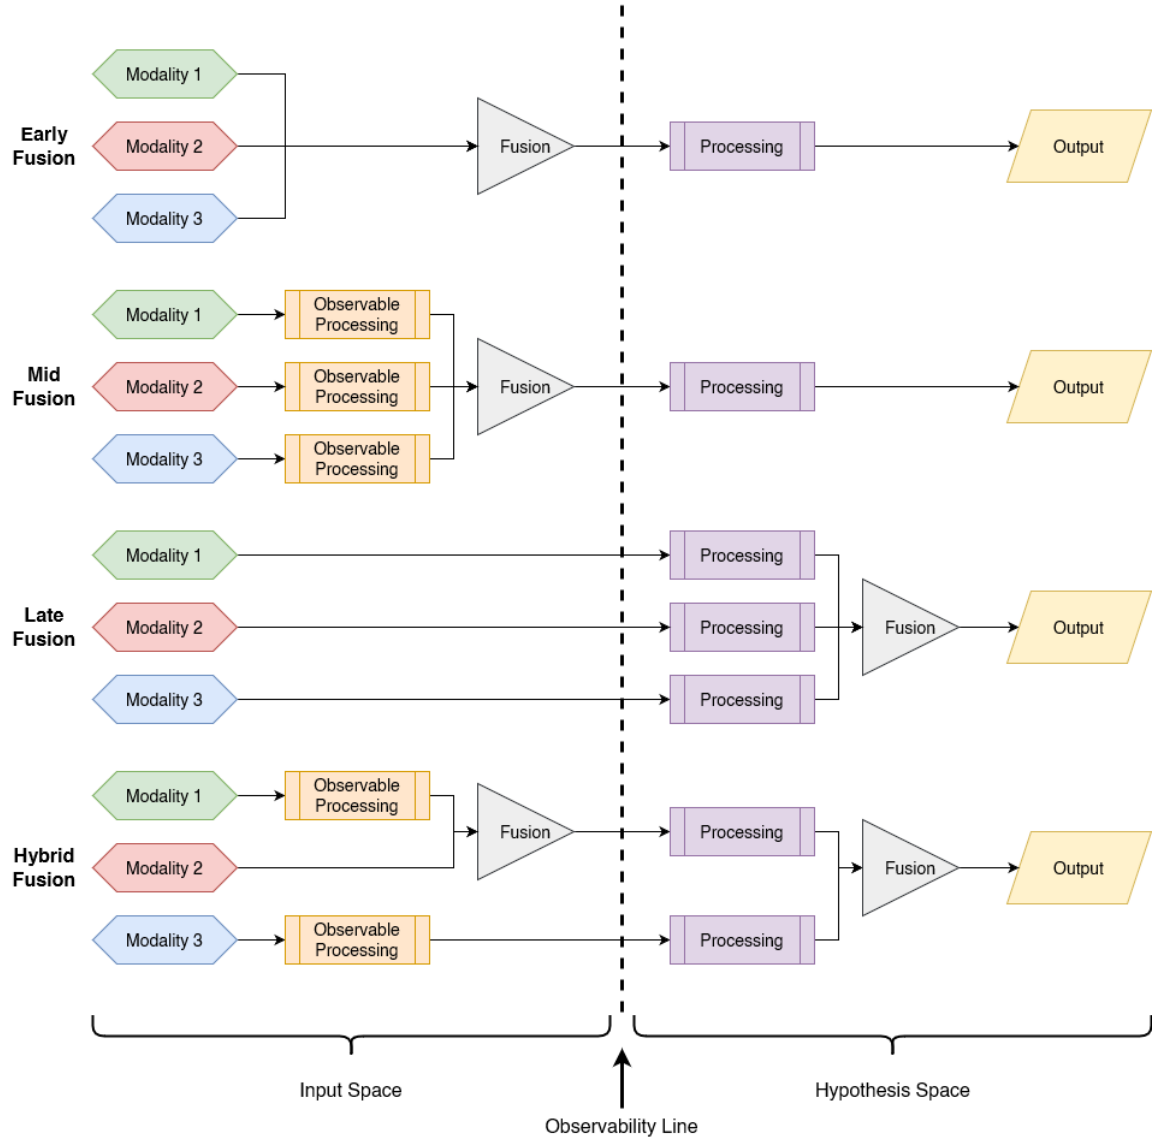 Modality 1
Early
Fusion
Modality 2
Fusion
Processing
Output
Modality 3
Modality 1
Observable
Processing
Mid
Fusion
Modality 2
Observable
Processing
Fusion
Processing
Output
Modality 3
Observable
Processing
Modality 1
Processing
Late
Fusion
Modality 2
Processing
Fusion
Output
Modality 3
Processing
Modality 1
Observable
Processing
Fusion
Processing
Hybrid
Fusion
Modality 2
Fusion
Output
Modality 3
Observable
Processing
Processing
Input Space
Hypothesis Space
Observability Line